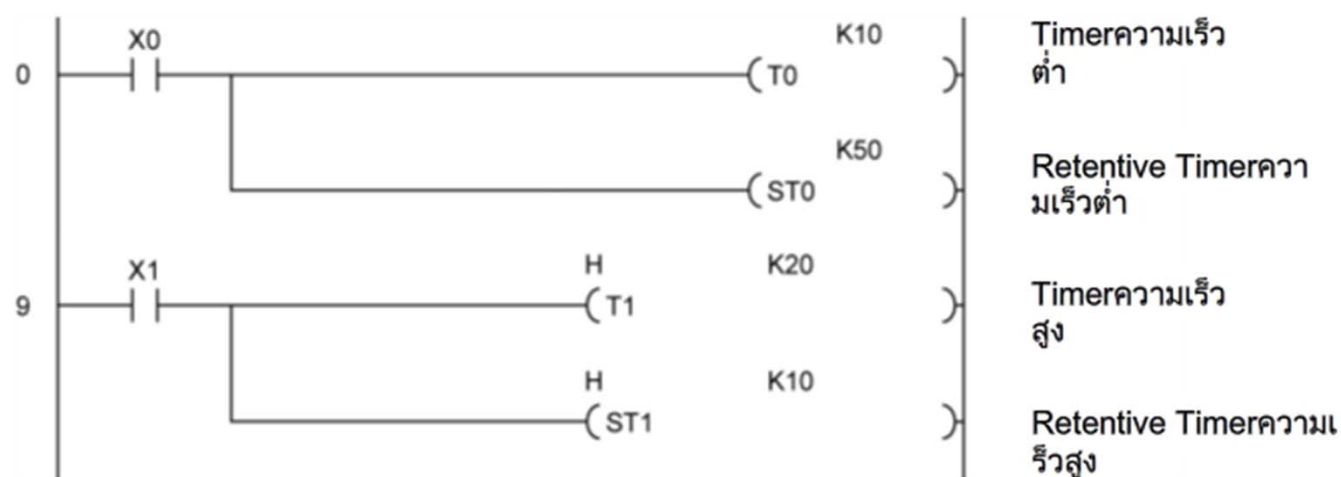 X0
K10
0
T0
Timerความเร็ว
ต่ำ
K50
ST0
Retentive Timerควา
มเร็วต่ำ
X1
H
K20
9
T1
Timerความเร็ว
สูง
H
K10
ST1
Retentive Timerความเ
ร็วสูง